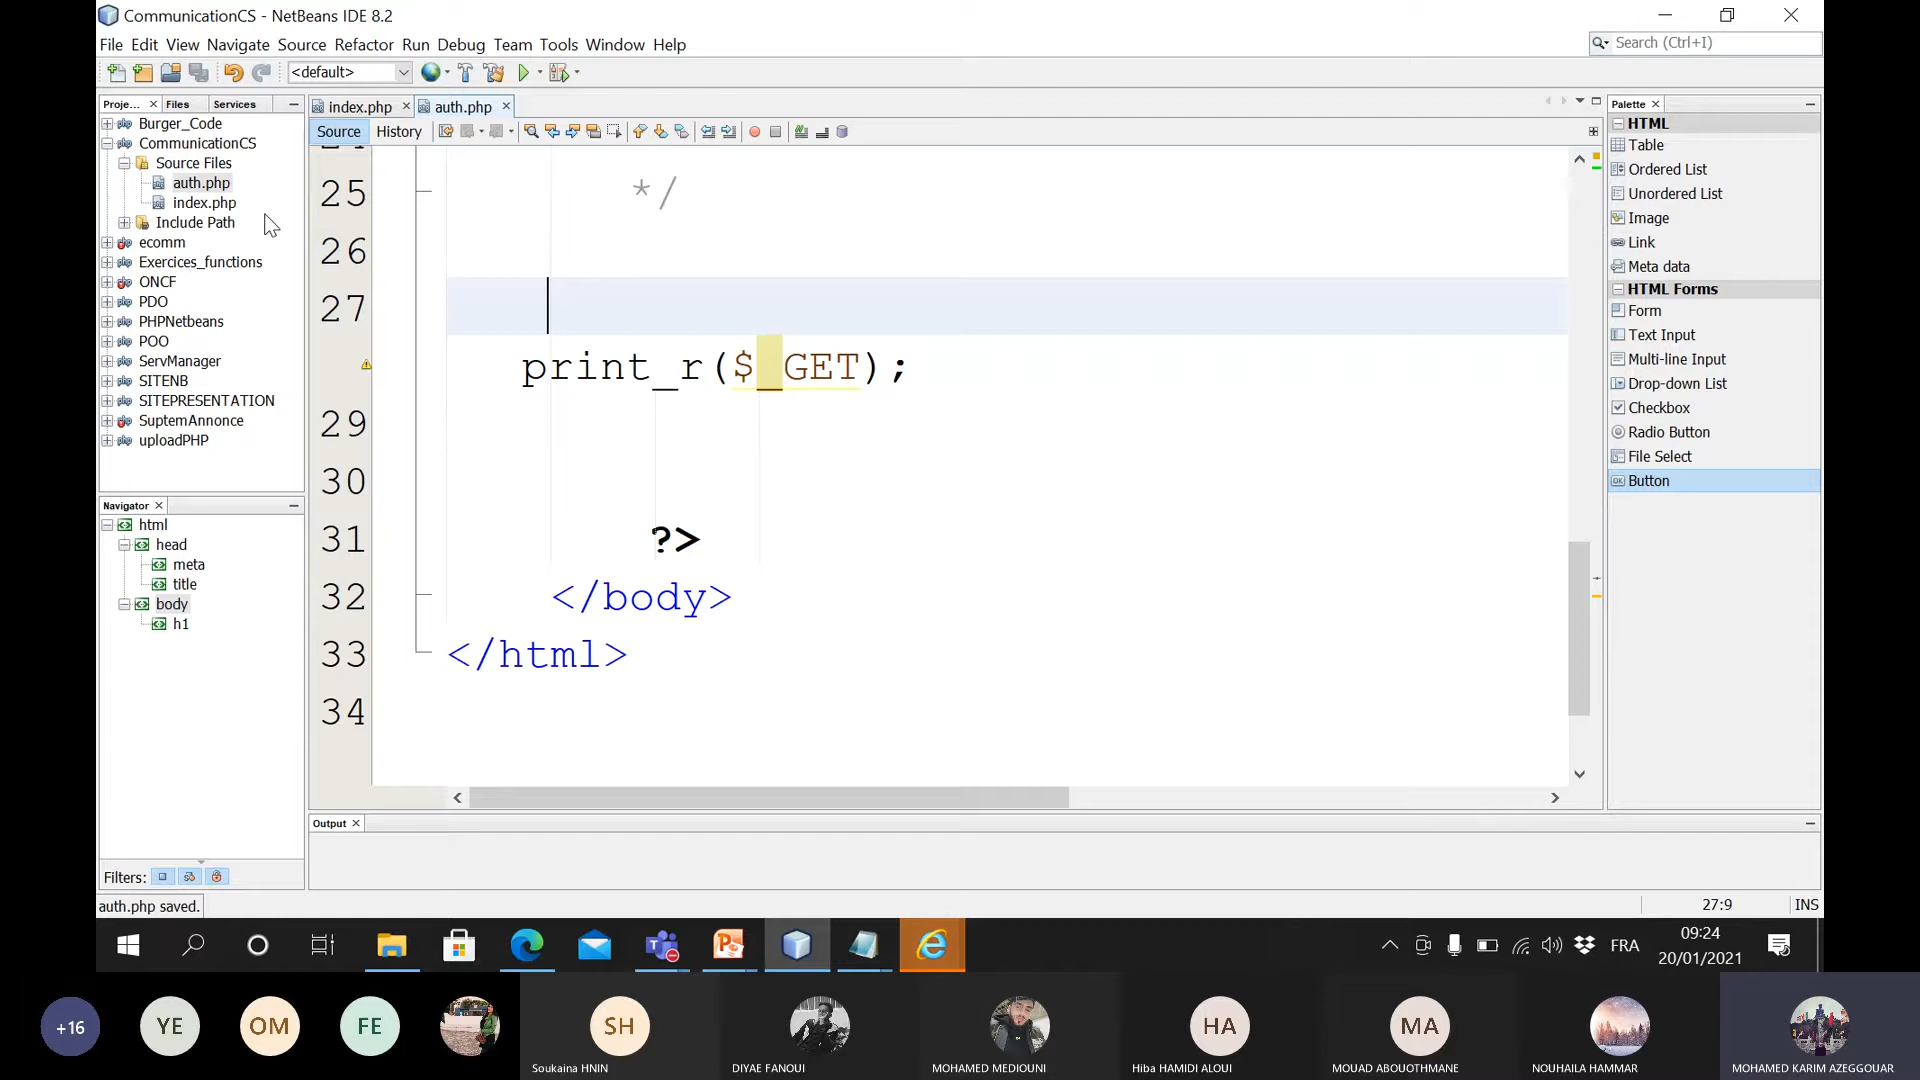 CommunicationCS - NetBeans IDE 8.2
File Edit View Navigate Source Refactor Run Debug Team Tools Window Help
Search (Ctrl+I)
<default>
Proje... Files Services
index.php auth.php
Palette
Source History
Burger_Code
CommunicationCS
Source Files
auth.php
index.php
Include Path
ecomm
Exercices_functions
ONCF
PDO
PHPNetbeans
POO
ServManager
SITENB
SITEPRESENTATION
SuptemAnnonce
uploadPHP
Navigator
html
head
meta
title
body
h1
Filters:
25 */
26
27
print_r($_GET);
29
30
31 ?>
32 </body>
33 </html>
34
HTML
Table
Ordered List
Unordered List
Image
Link
Meta data
HTML Forms
Form
Text Input
Multi-line Input
Drop-down List
Checkbox
Radio Button
File Select
OK Button
Output
auth.php saved.
27:9 INS
FRA
09:24
20/01/2021
+16 YE OM FE SH HA MA
Soukaina HNIN DIYAE FANOUI MOHAMED MEDIOUNI Hiba HAMIDI ALOUI MOUAD ABOUOTHMANE NOUHAILA HAMMAR MOHAMED KARIM AZEGGOUAR